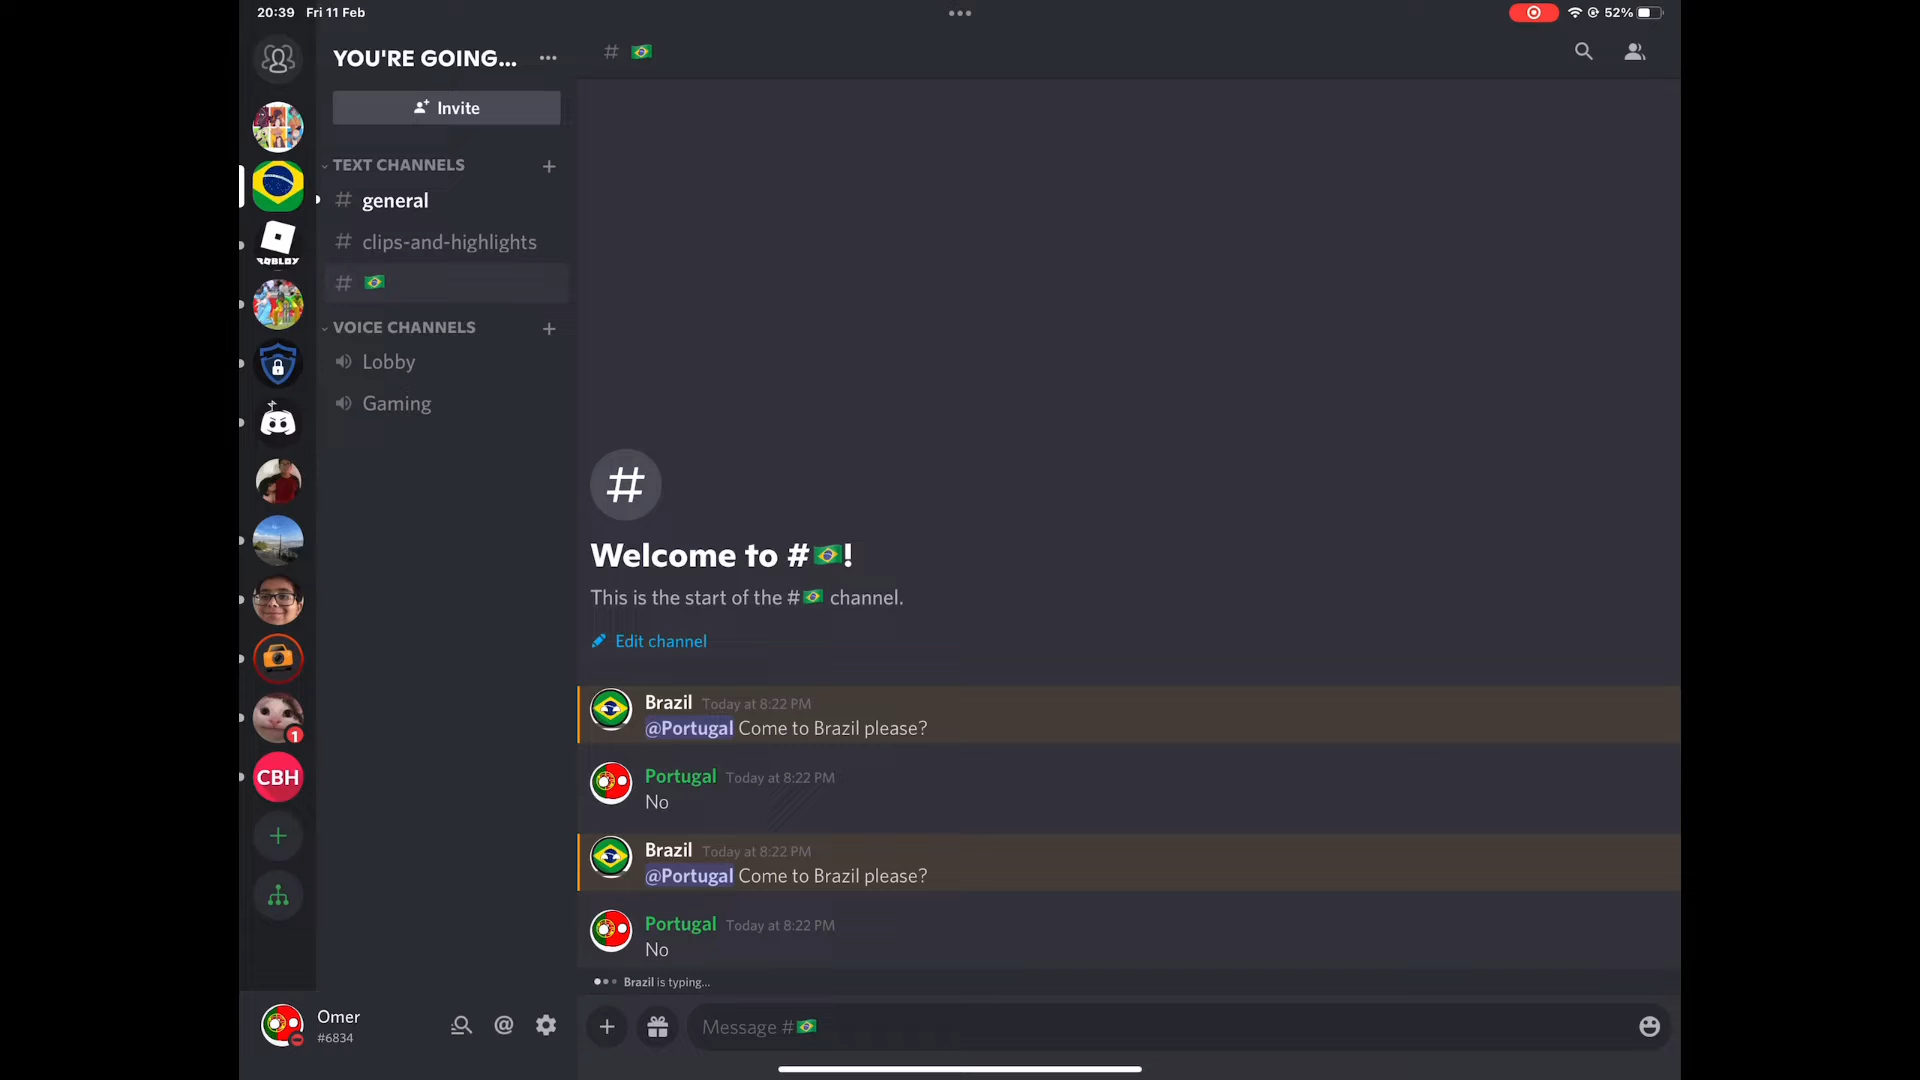 20:39 Fri 11 Feb
52%
YOU'RE GOING...
Invite
TEXT CHANNELS
general
clips-and-highlights
# 🇧🇷
VOICE CHANNELS
Lobby
Gaming
ROBLOX
1
CBH
Omer
#6834
# 🇧🇷
#
Welcome to #🇧🇷!
This is the start of the #🇧🇷 channel.
Edit channel
Brazil Today at 8:22 PM
@Portugal Come to Brazil please?
Portugal Today at 8:22 PM
No
Brazil Today at 8:22 PM
@Portugal Come to Brazil please?
Portugal Today at 8:22 PM
No
Brazil is typing...
Message #🇧🇷